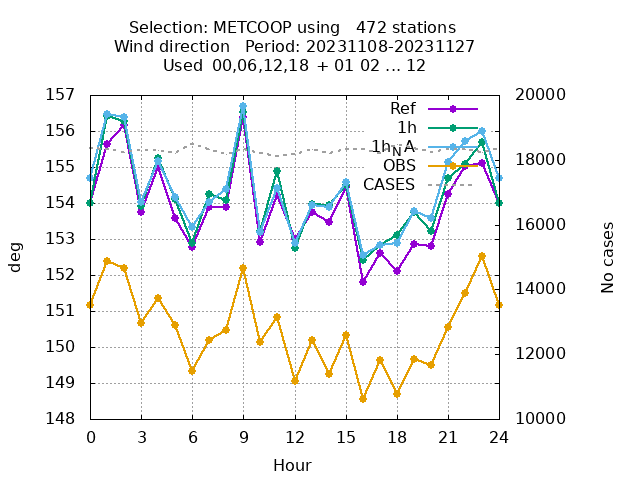 Selection: METCOOP using   472 stations
Wind direction   Period: 20231108-20231127
Used  00,06,12,18  + 01 02 ... 12
157 20000
156
155 18000
154
153 16000
152
151 14000
150
149 12000
148 10000
Ref
1h
1h_NA
OBS
CASES
deg
No cases
0 3 6 9 12 15 18 21 24
Hour